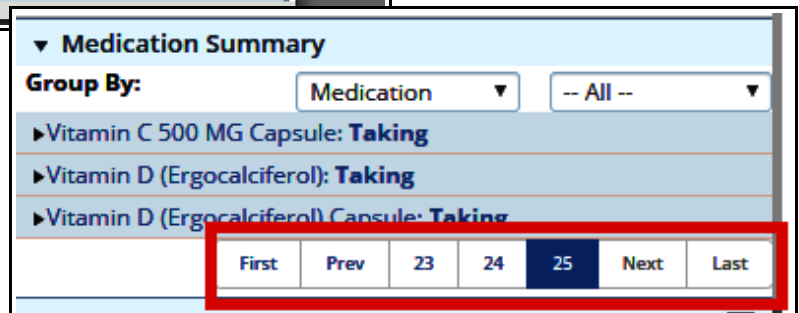 ▼ Medication Summary
Group By: Medication ▼ -- All -- ▼
▸Vitamin C 500 MG Capsule: Taking
▸Vitamin D (Ergocalciferol): Taking
▸Vitamin D (Ergocalciferol) Capsule: Taking
First Prev 23 24 25 Next Last